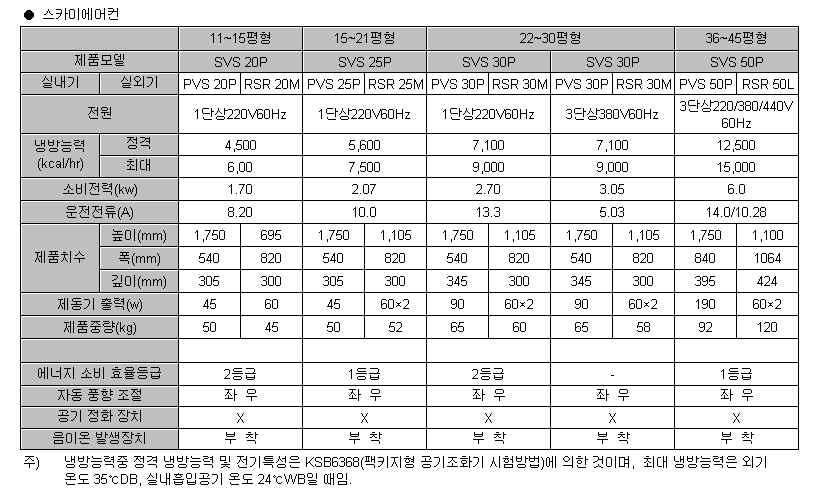 ● 스카이에어컨
11~15평형 15~21평형 22~30평형 36~45평형
제품모델 SVS 20P SVS 25P SVS 30P SVS 30P SVS 50P
실내기 실외기 PVS 20P RSR 20M PVS 25P RSR 25M PVS 30P RSR 30M PVS 30P RSR 30M PVS 50P RSR 50L
전원 1단상220V60Hz 1단상220V60Hz 1단상220V60Hz 3단상380V60Hz 3단상220/380/440V
60Hz
냉방능력 정격 4,500 5,600 7,100 7,100 12,500
(kcal/hr) 최대 6,00 7,500 9,000 9,000 15,000
소비전력(kw) 1.70 2.07 2.70 3.05 6.0
운전전류(A) 8.20 10.0 13.3 5.03 14.0/10.28
높이(mm) 1,750 695 1,750 1,105 1,750 1,105 1,750 1,105 1,750 1,100
제품치수 폭(mm) 540 820 540 820 540 820 540 820 840 1064
깊이(mm) 305 300 305 300 345 300 345 300 395 424
제동기 출력(w) 45 60 45 60×2 90 60×2 90 60×2 190 60×2
제품중량(kg) 50 45 50 52 65 60 65 58 92 120
에너지 소비 효율등급 2등급 1등급 2등급 - 1등급
자동 풍향 조절 좌 우 좌 우 좌 우 좌 우 좌 우
공기 정화 장치 X X X X X
음이온 발생장치 부 착 부 착 부 착 부 착 부 착
주) 냉방능력중 정격 냉방능력 및 전기특성은 KSB6368(팩키지형 공기조화기 시험방법)에 의한 것이며, 최대 냉방능력은 외기
온도 35℃DB, 실내흡입공기 온도 24℃WB일 때임.